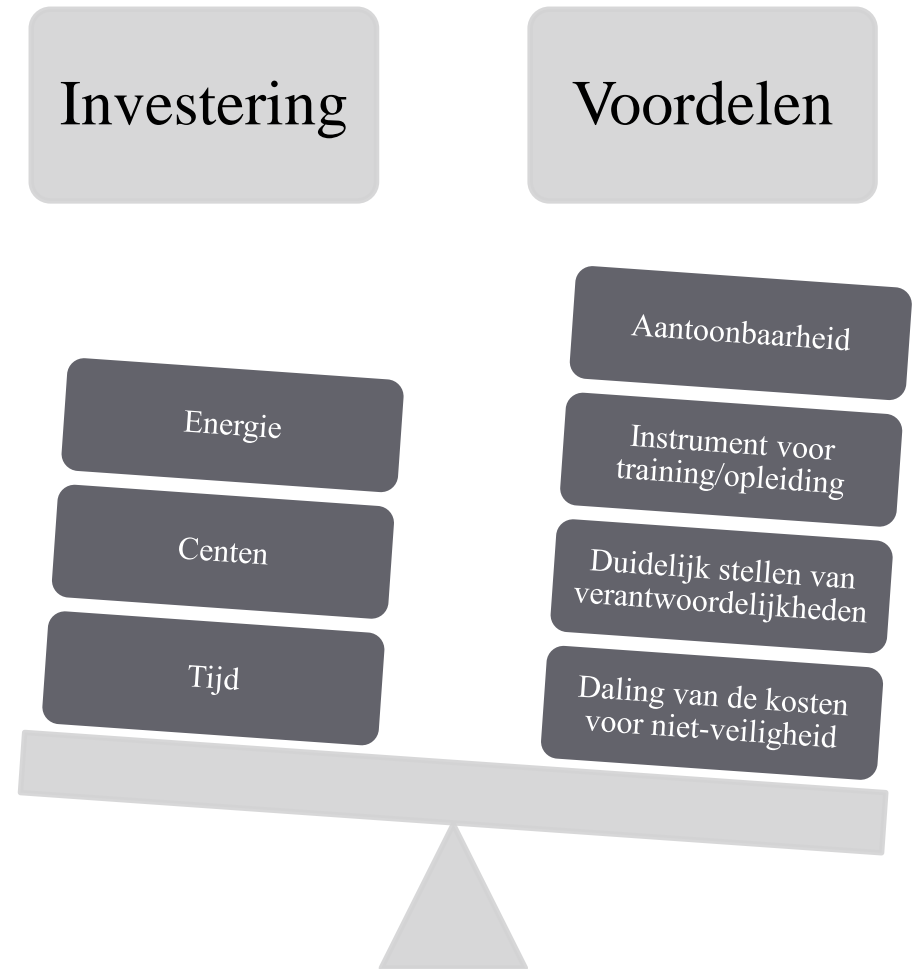 Investering
Voordelen
Energie
Centen
Tijd
Aantoonbaarheid
Instrument voor
training/opleiding
Duidelijk stellen van
verantwoordelijkheden
Daling van de kosten
voor niet-veiligheid